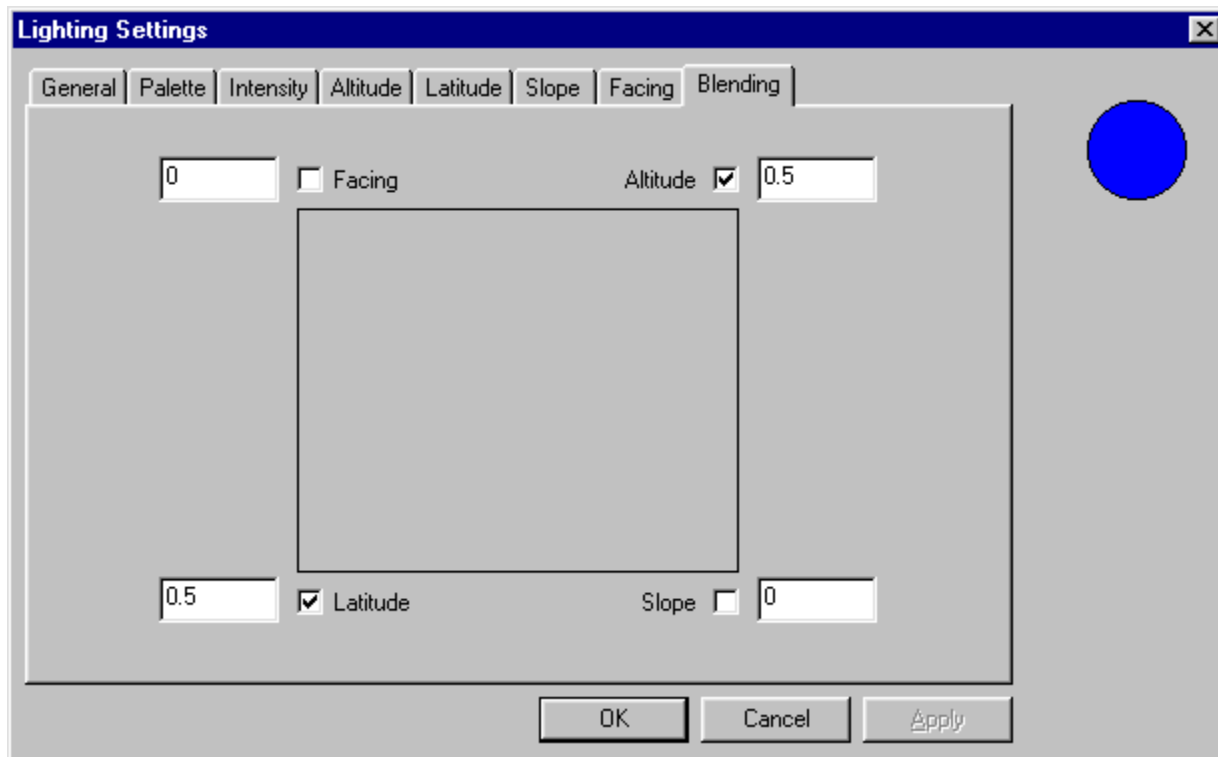 Lighting Settings
General Palette Intensity Altitude Latitude Slope Facing Blending
0 Facing Altitude 0.5
0.5 Latitude Slope 0
OK Cancel Apply